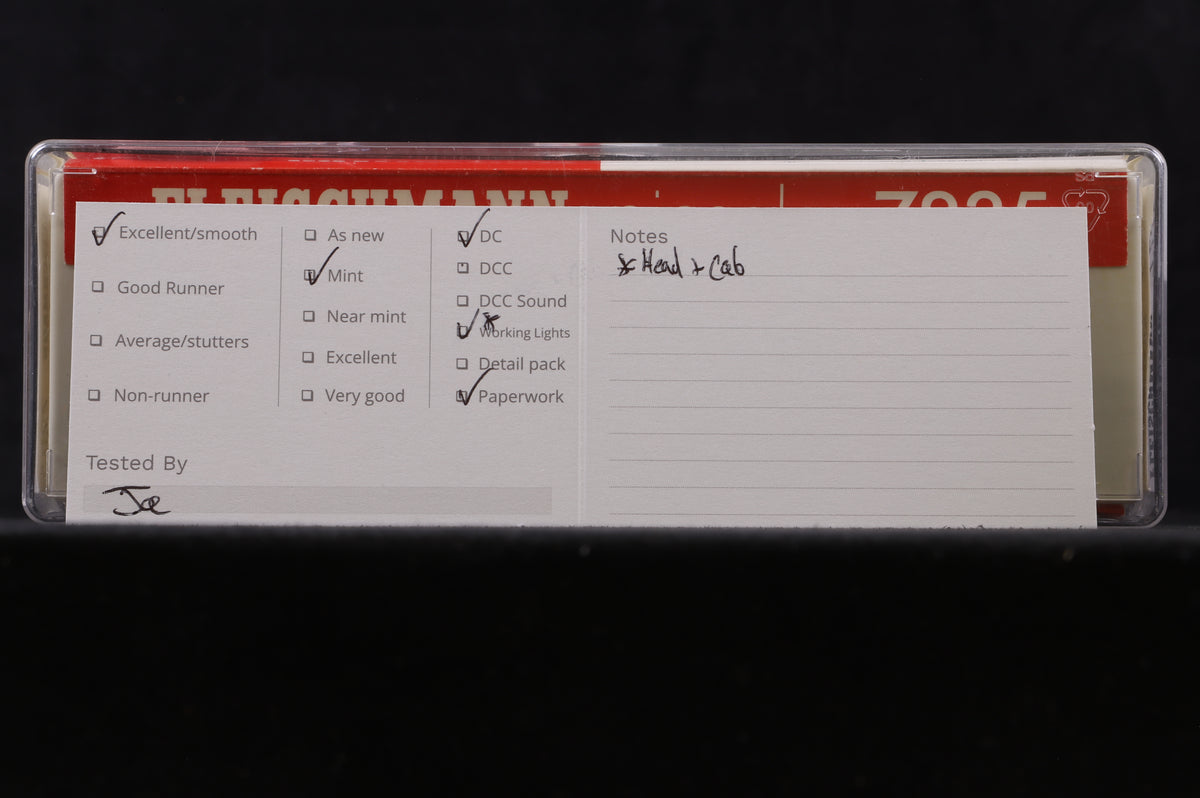 FLEISCHMANN
Excellent/smooth
Good Runner
Average/stutters
Non-runner
As new
Mint
Near mint
Excellent
Very good
DC
DCC
DCC Sound
* Working Lights
Detail pack
Paperwork
Tested By
Joe
Notes
* Head + Cab